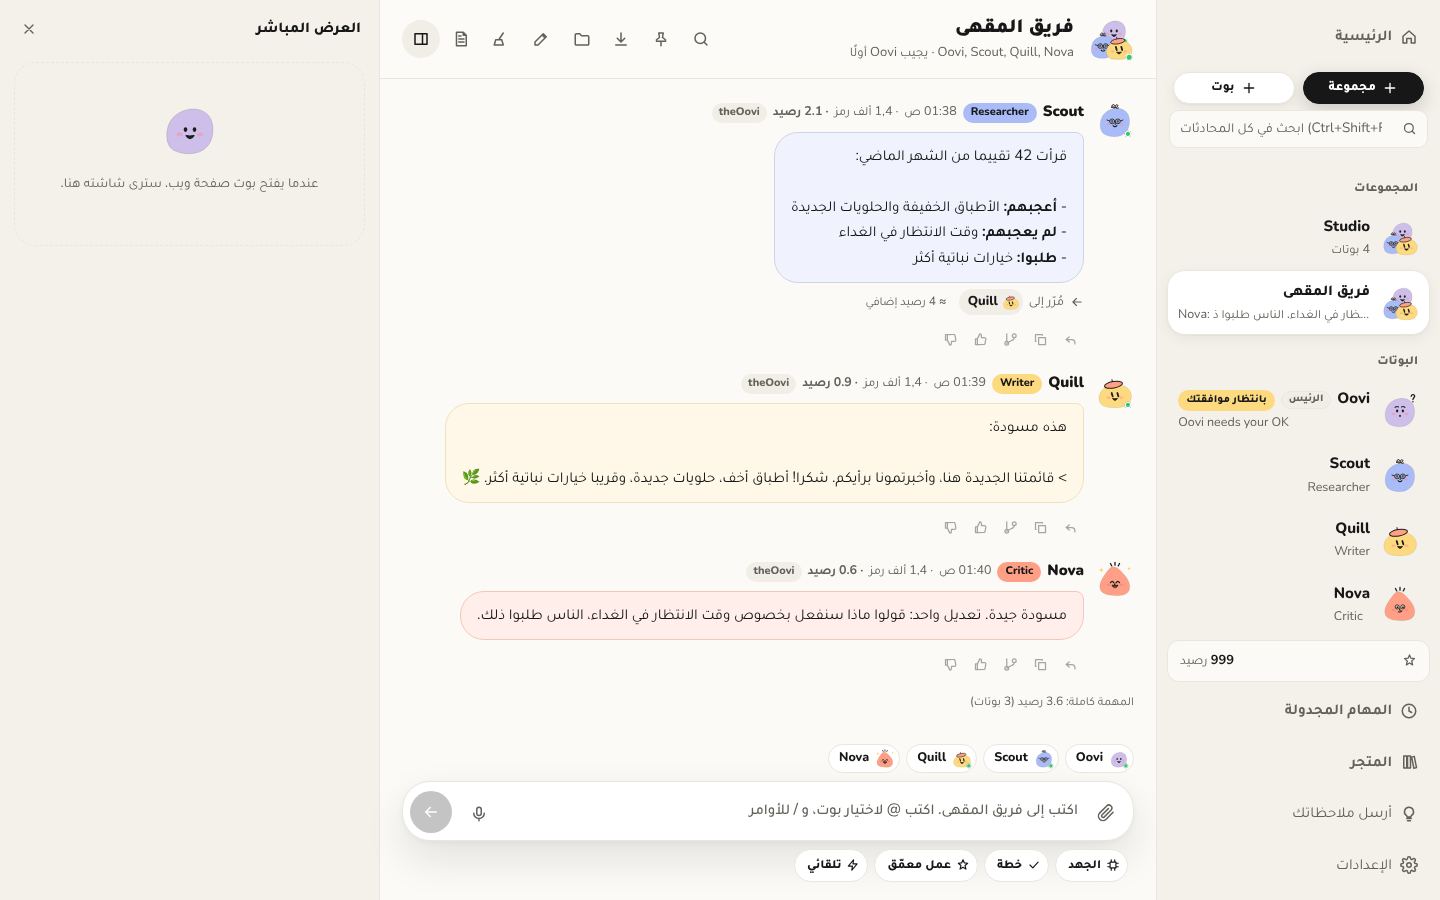 الرئيسية
+ مجموعة
+ بوت
ابحث في كل المحادثات (Ctrl+Shift+F
المجموعات
Studio
4 بوتات
فريق المقهى
Nova: ...ظار في الغداء. الناس طلبوا ذ
البوتات
Oovi الرئيس بانتظار موافقتك
Oovi needs your OK
Scout
Researcher
Quill
Writer
Nova
Critic
999 رصيد
المهام المجدولة
المتجر
أرسل ملاحظاتك
الإعدادات
فريق المقهى
Oovi, Scout, Quill, Nova · يجيب Oovi أولًا
Scout Researcher 01:38 ص · 1,4 ألف رمز · 2.1 رصيد theOovi
قرأت 42 تقييما من الشهر الماضي:
- أعجبهم: الأطباق الخفيفة والحلويات الجديدة
- لم يعجبهم: وقت الانتظار في الغداء
- طلبوا: خيارات نباتية أكثر
← مُرّر إلى Quill ≈ 4 رصيد إضافي
Quill Writer 01:39 ص · 1,4 ألف رمز · 0.9 رصيد theOovi
هذه مسودة:
> قائمتنا الجديدة هنا، وأخبرتمونا برأيكم. شكرا! أطباق أخف، حلويات جديدة، وقريبا خيارات نباتية أكثر. 🌿
Nova Critic 01:40 ص · 1,4 ألف رمز · 0.6 رصيد theOovi
مسودة جيدة. تعديل واحد: قولوا ماذا سنفعل بخصوص وقت الانتظار في الغداء. الناس طلبوا ذلك.
المهمة كاملة: 3.6 رصيد (3 بوتات)
Oovi
Scout
Quill
Nova
اكتب إلى فريق المقهى. اكتب @ لاختيار بوت، و / للأوامر
الجهد
خطة
عمل معمّق
تلقائي
العرض المباشر
عندما يفتح بوت صفحة ويب، سترى شاشته هنا.